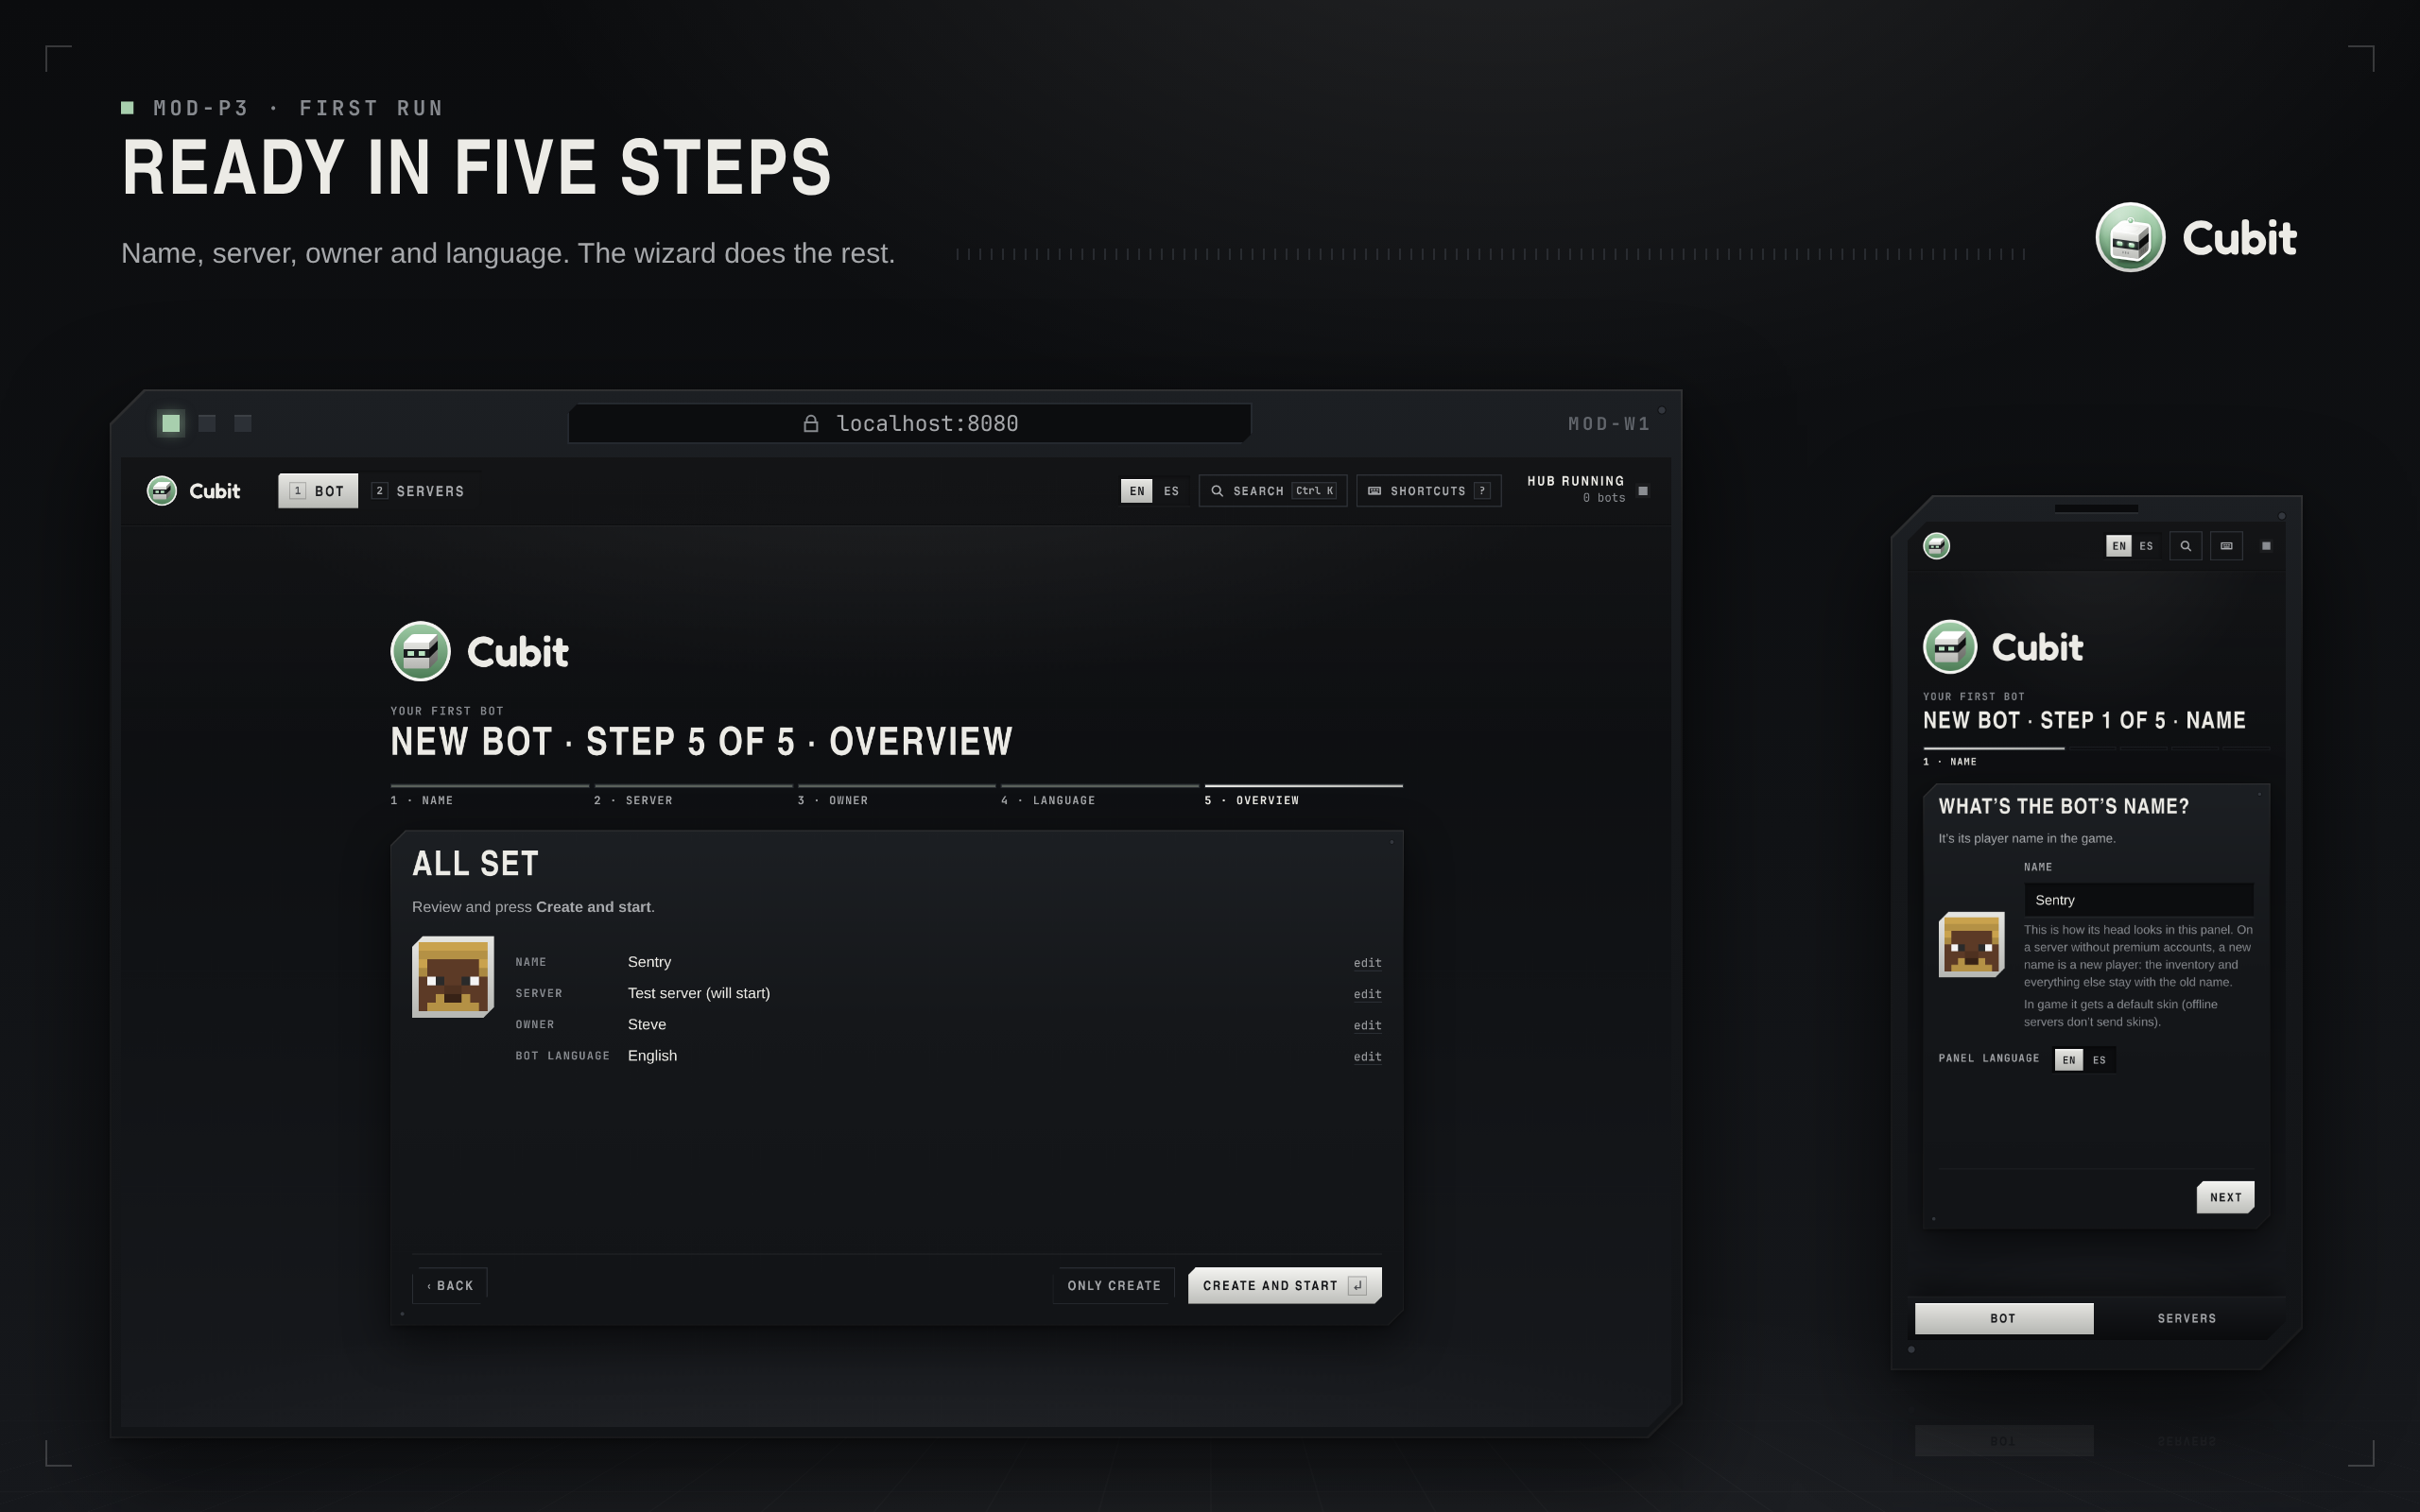 MOD-P3 · FIRST RUN
READY IN FIVE STEPS
Name, server, owner and language. The wizard does the rest.
Cubit
localhost:8080
MOD-W1
Cubit
1 BOT
2 SERVERS
EN ES
SEARCH Ctrl K
SHORTCUTS ?
HUB RUNNING
0 bots
Cubit
YOUR FIRST BOT
NEW BOT · STEP 5 OF 5 · OVERVIEW
1 · NAME
2 · SERVER
3 · OWNER
4 · LANGUAGE
5 · OVERVIEW
ALL SET
Review and press Create and start.
NAME Sentry edit
SERVER Test server (will start) edit
OWNER Steve edit
BOT LANGUAGE English edit
‹ BACK
ONLY CREATE
CREATE AND START ↵
EN ES
Cubit
YOUR FIRST BOT
NEW BOT · STEP 1 OF 5 · NAME
1 · NAME
WHAT’S THE BOT’S NAME?
It’s its player name in the game.
NAME
Sentry
This is how its head looks in this panel. On
a server without premium accounts, a new
name is a new player: the inventory and
everything else stay with the old name.
In game it gets a default skin (offline
servers don’t send skins).
PANEL LANGUAGE EN ES
NEXT
BOT
SERVERS